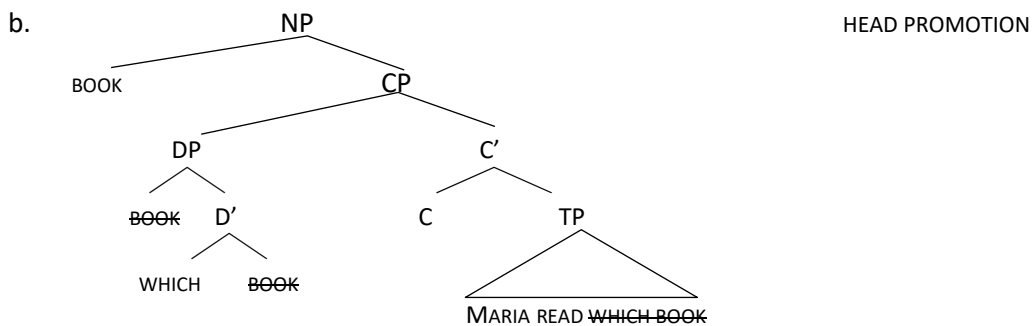 b. NP HEAD PROMOTION
BOOK CP
DP C’
BOOK D’ C TP
WHICH BOOK
MARIA READ WHICH BOOK